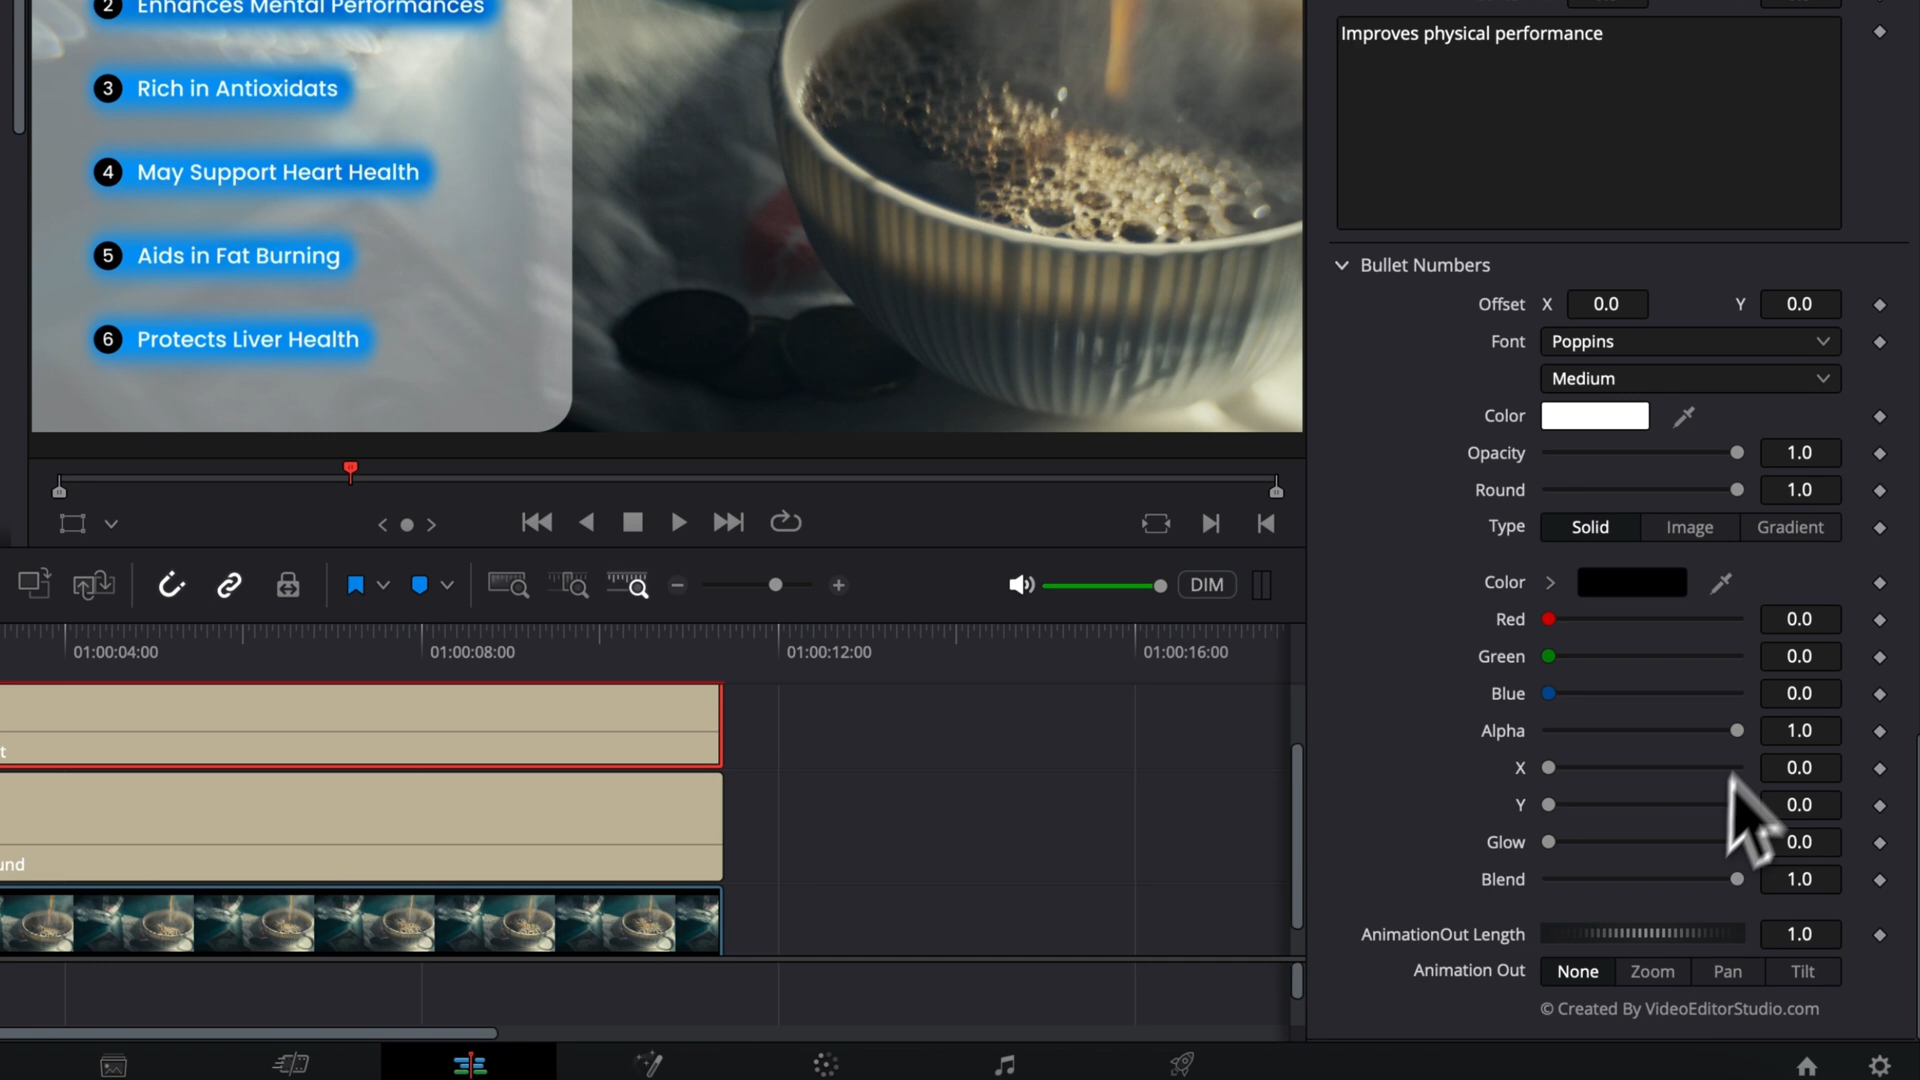 2 Enhances Mental Performances
3 Rich in Antioxidats
4 May Support Heart Health
5 Aids in Fat Burning
6 Protects Liver Health
Improves physical performance
Bullet Numbers
Offset X 0.0 Y 0.0
Font Poppins
Medium
Color
Opacity 1.0
Round 1.0
Type Solid Image Gradient
Color
Red 0.0
Green 0.0
Blue 0.0
Alpha 1.0
X 0.0
Y 0.0
Glow 0.0
Blend 1.0
AnimationOut Length 1.0
Animation Out None Zoom Pan Tilt
© Created By VideoEditorStudio.com
DIM
01:00:04:00 01:00:08:00 01:00:12:00 01:00:16:00
t
und